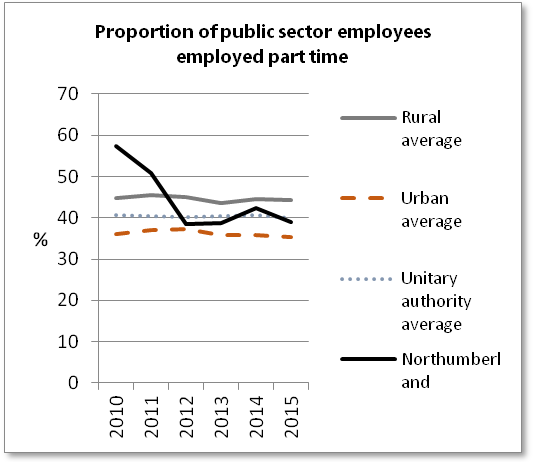 Proportion of public sector employees
employed part time
70
60
50
40
30
20
10
0
%
2010
2011
2012
2013
2014
2015
Rural
average
Urban
average
Unitary
authority
average
Northumberl
and